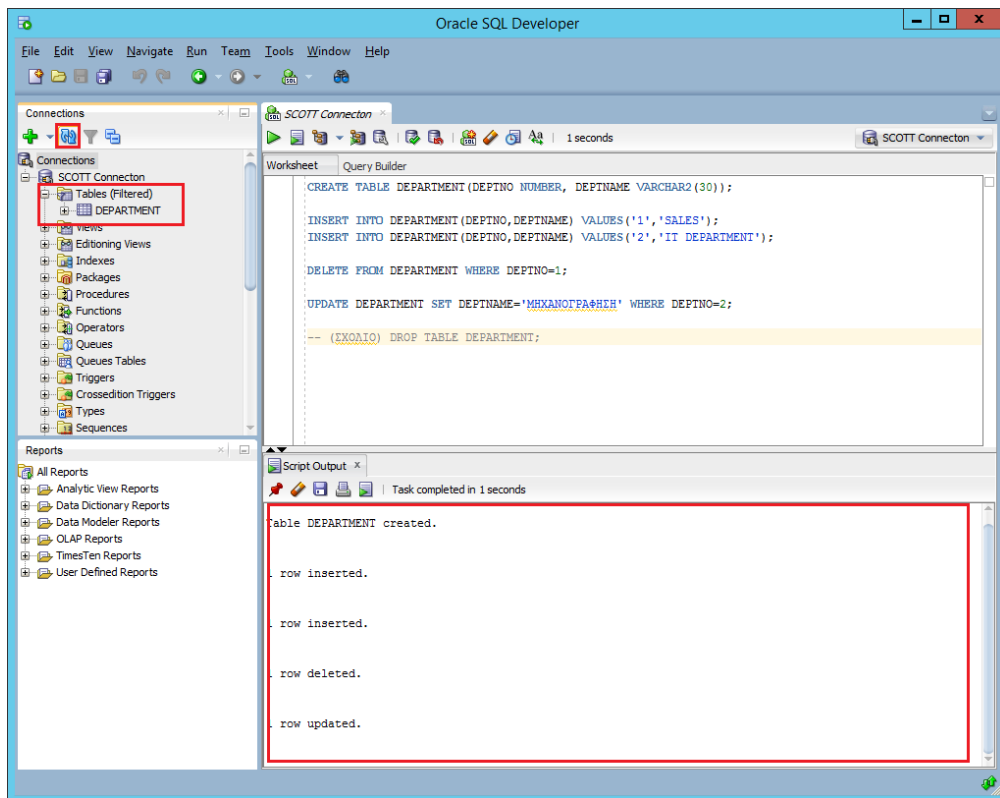 Oracle SQL Developer
File Edit View Navigate Run Team Tools Window Help
Connections
Connections
SCOTT Connecton
Tables (Filtered)
DEPARTMENT
Views
Editioning Views
Indexes
Packages
Procedures
Functions
Operators
Queues
Queues Tables
Triggers
Crossedition Triggers
Types
Sequences
Reports
All Reports
Analytic View Reports
Data Dictionary Reports
Data Modeler Reports
OLAP Reports
TimesTen Reports
User Defined Reports
SCOTT Connecton
1 seconds
SCOTT Connecton
Worksheet Query Builder
CREATE TABLE DEPARTMENT(DEPTNO NUMBER, DEPTNAME VARCHAR2(30));
INSERT INTO DEPARTMENT(DEPTNO,DEPTNAME) VALUES('1','SALES');
INSERT INTO DEPARTMENT(DEPTNO,DEPTNAME) VALUES('2','IT DEPARTMENT');
DELETE FROM DEPARTMENT WHERE DEPTNO=1;
UPDATE DEPARTMENT SET DEPTNAME='ΜΗΧΑΝΟΓΡΑΦΗΣΗ' WHERE DEPTNO=2;
-- (ΣΧΟΛΙΟ) DROP TABLE DEPARTMENT;
Script Output
Task completed in 1 seconds
Table DEPARTMENT created.
1 row inserted.
1 row inserted.
1 row deleted.
1 row updated.